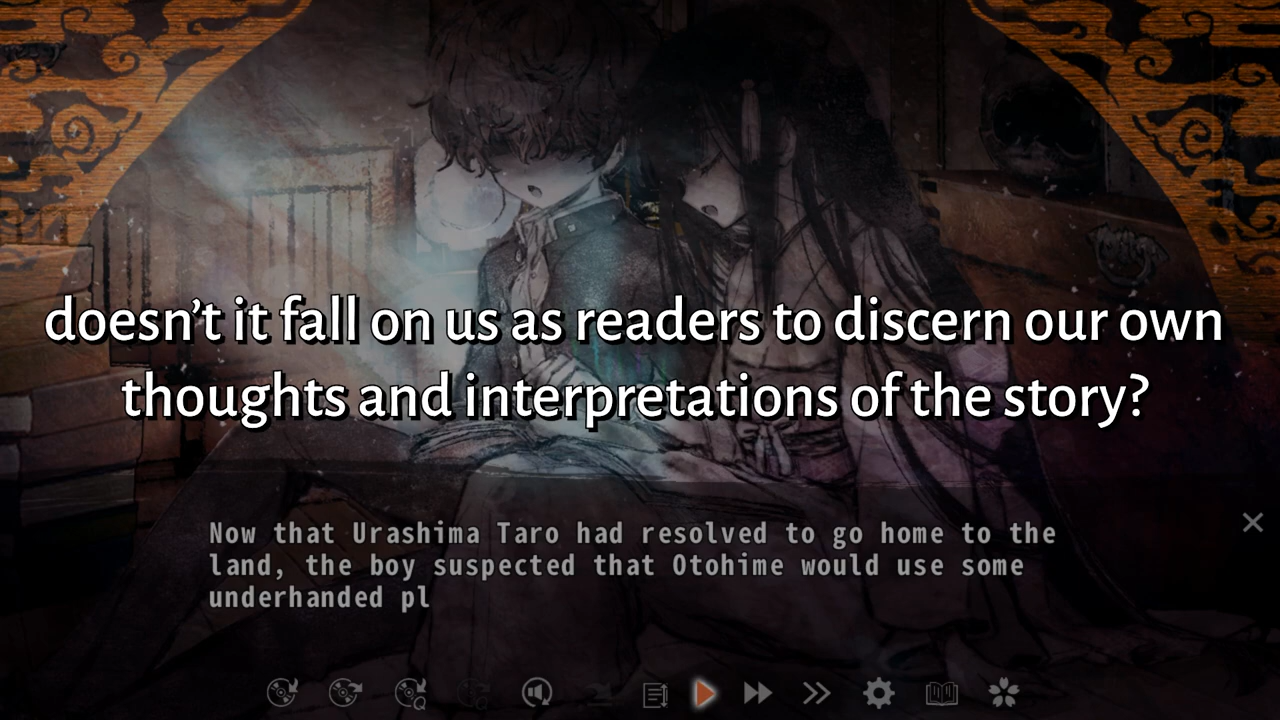 doesn’t it fall on us as readers to discern our own
thoughts and interpretations of the story?
Now that Urashima Taro had resolved to go home to the
land, the boy suspected that Otohime would use some
underhanded pl